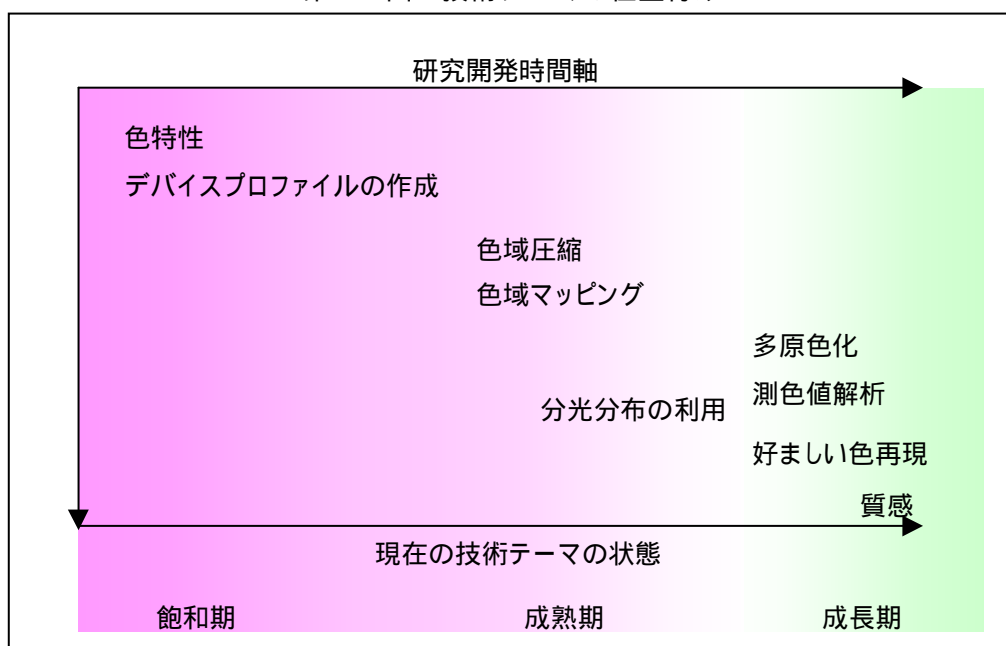 研究開発時間軸
色特性
デバイスプロファイルの作成
色域圧縮
色域マッピング
多原色化
測色値解析
分光分布の利用
好ましい色再現
質感
現在の技術テーマの状態
飽和期 成熟期 成長期